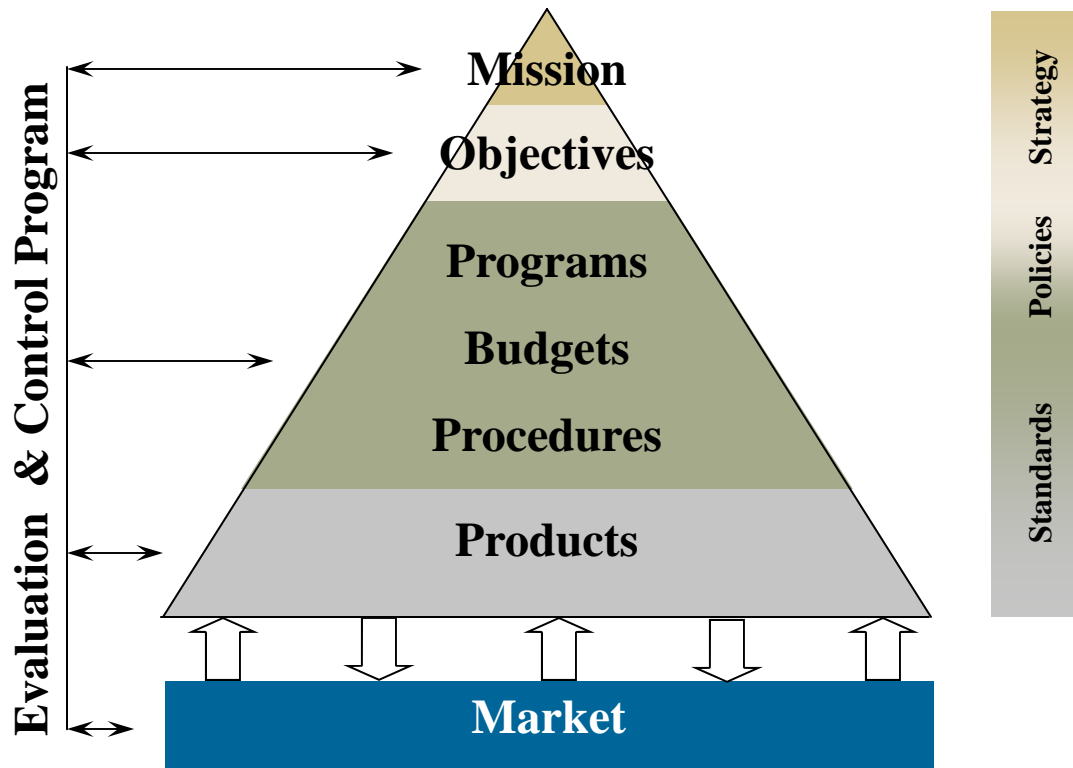 Evaluation & Control Program
Mission
Objectives
Programs
Budgets
Procedures
Products
Market
Strategy
Policies
Standards